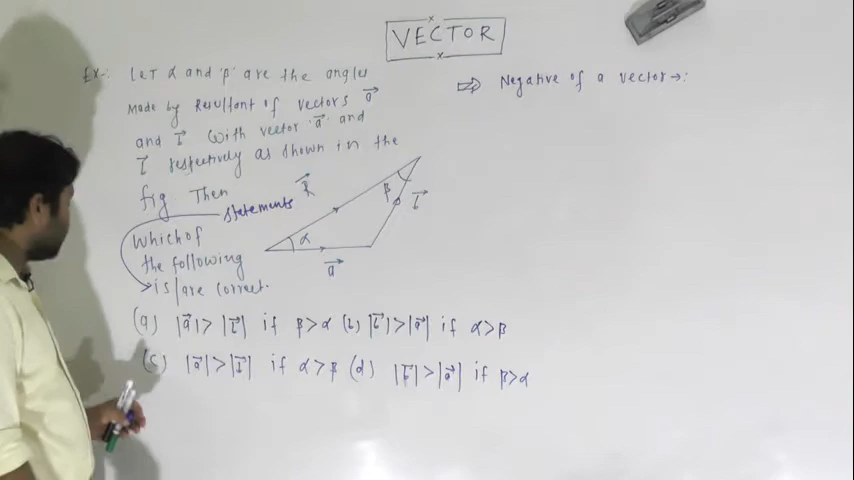 VECTOR
Ex-: Let α and 'β' are the angles
Made by Resultant of vectors a⃗
and b⃗ with vector 'a⃗' and
b⃗ respectively as shown in the
fig Then
statements
which of
the following
is/are correct.
R⃗
α
β
b⃗
a⃗
(a) |a⃗| > |b⃗| if β>α (b) |b⃗| > |a⃗| if α>β
(c) |a⃗| > |b⃗| if α>β (d) |b⃗| > |a⃗| if β>α
⇒ Negative of a vector→: